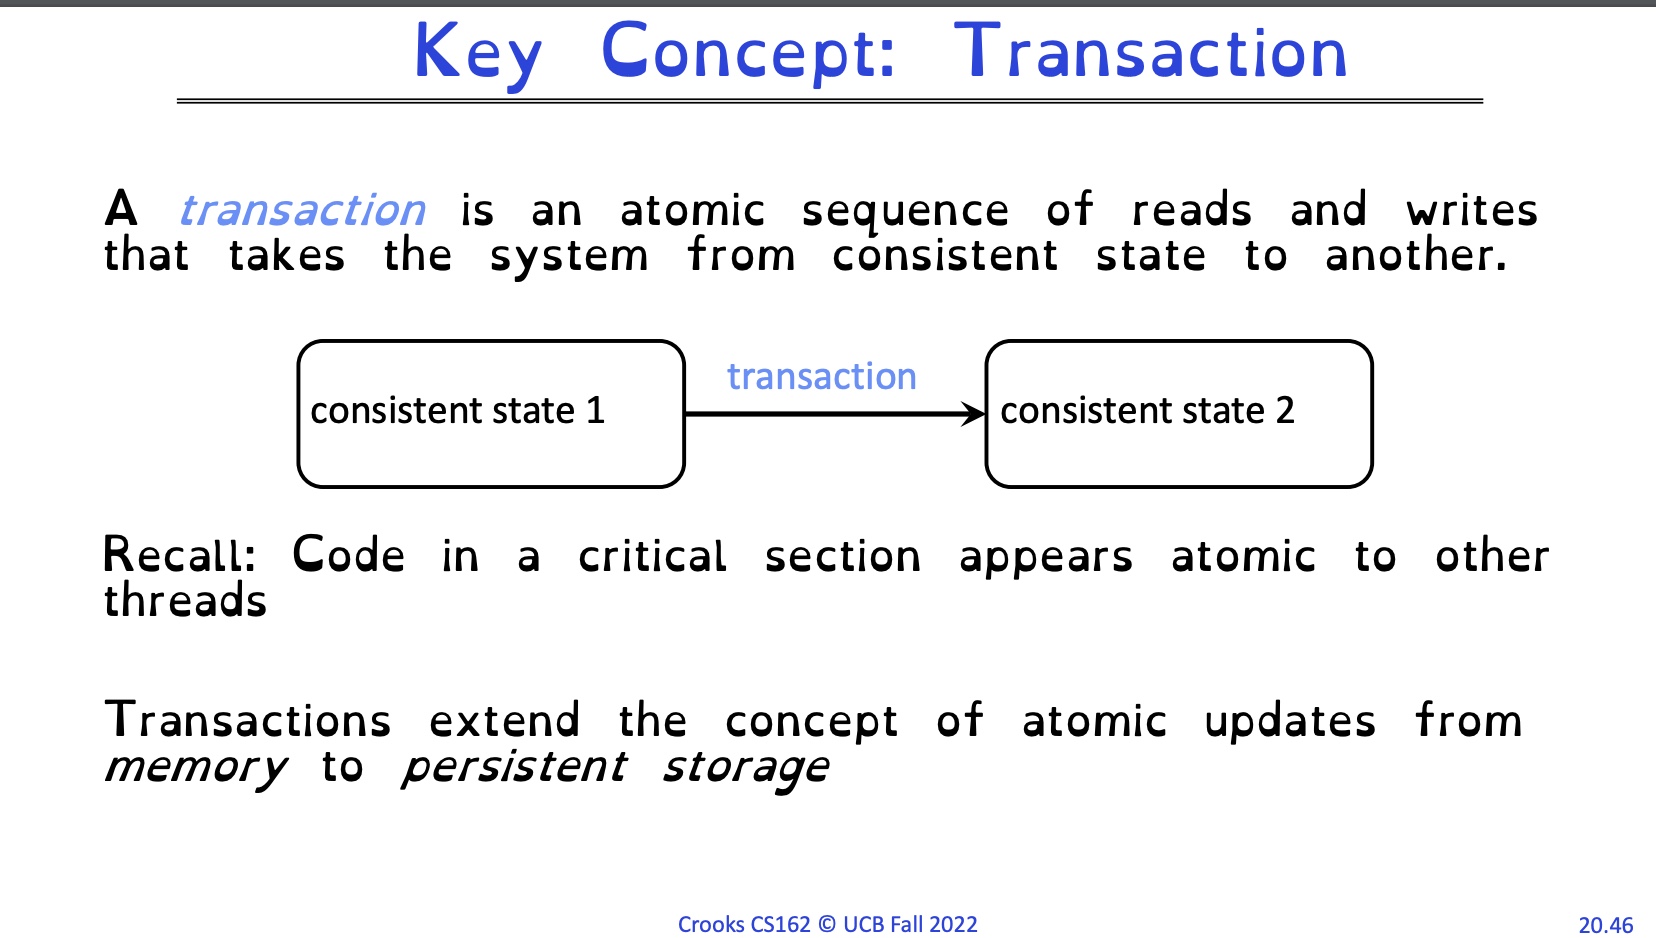 Key Concept: Transaction
A transaction is an atomic sequence of reads and writes
that takes the system from consistent state to another.
transaction
consistent state 1
consistent state 2
Recall: Code in a critical section appears atomic to other
threads
Transactions extend the concept of atomic updates from
memory to persistent storage
Crooks CS162 © UCB Fall 2022
20.46